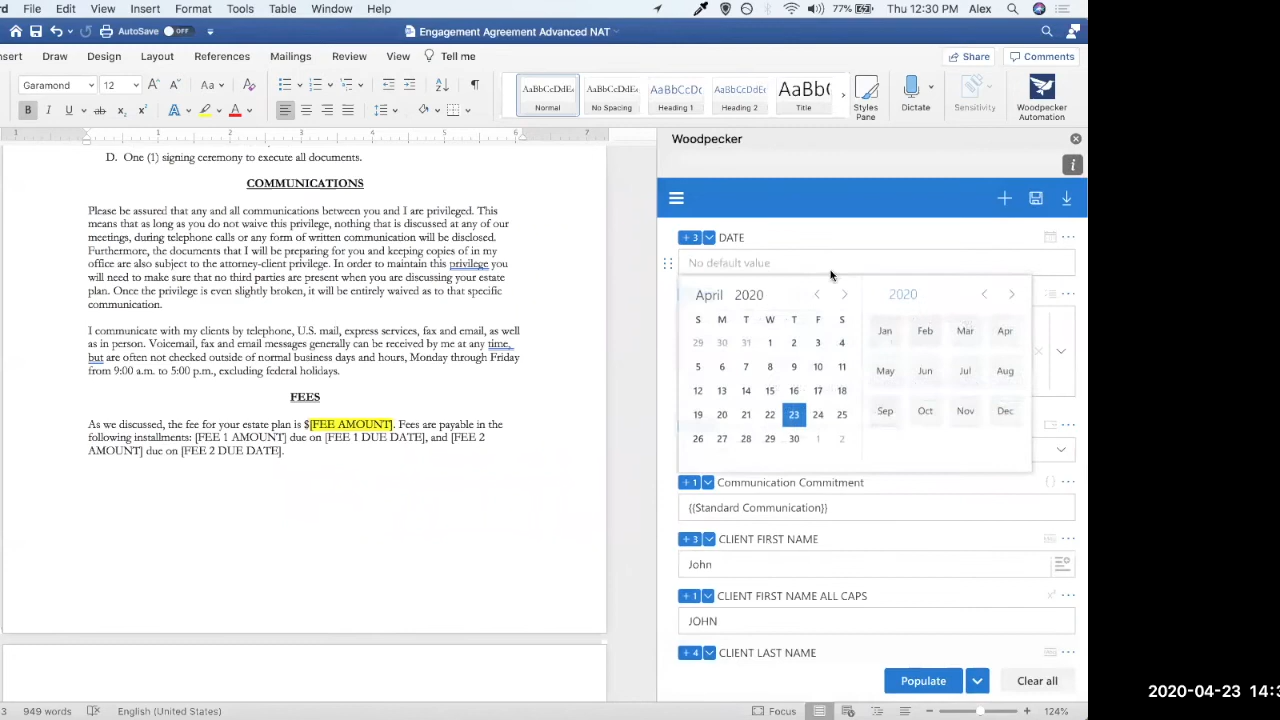 File Edit View Insert Format Tools Table Window Help 77% Thu 12:30 PM Alex
AutoSave OFF Engagement Agreement Advanced NAT
Draw Design Layout References Mailings Review View Tell me Share Comments
Garamond 12 Aa
AaBbCcDdEe AaBbCcDdEe AaBbCcDc AaBbCcDdEe AaBb(
Normal No Spacing Heading 1 Heading 2 Title Styles Pane Dictate Sensitivity Woodpecker Automation
1 1 2 3 4 5 6 7
D. One (1) signing ceremony to execute all documents.
COMMUNICATIONS
Please be assured that any and all communications between you and I are privileged. This
means that as long as you do not waive this privilege, nothing that is discussed at any of our
meetings, during telephone calls or any form of written communication will be disclosed.
Furthermore, the documents that I will be preparing for you and keeping copies of in my
office are also subject to the attorney-client privilege. In order to maintain this privilege you
will need to make sure that no third parties are present when you are discussing your estate
plan. Once the privilege is even slightly broken, it will be entirely waived as to that specific
communication.
I communicate with my clients by telephone, U.S. mail, express services, fax and email, as well
as in person. Voicemail, fax and email messages generally can be received by me at any time,
but are often not checked outside of normal business days and hours, Monday through Friday
from 9:00 a.m. to 5:00 p.m., excluding federal holidays.
FEES
As we discussed, the fee for your estate plan is $[FEE AMOUNT]. Fees are payable in the
following installments: [FEE 1 AMOUNT] due on [FEE 1 DUE DATE], and [FEE 2
AMOUNT] due on [FEE 2 DUE DATE].
Woodpecker
+ 3 DATE
No default value
April 2020 2020
S M T W T F S
29 30 31 1 2 3 4
5 6 7 8 9 10 11
12 13 14 15 16 17 18
19 20 21 22 23 24 25
26 27 28 29 30 1 2
Jan Feb Mar Apr
May Jun Jul Aug
Sep Oct Nov Dec
+ 1 Communication Commitment
{{Standard Communication}}
+ 3 CLIENT FIRST NAME
John
+ 1 CLIENT FIRST NAME ALL CAPS
JOHN
+ 4 CLIENT LAST NAME
Populate Clear all
949 words English (United States) Focus 124%
2020-04-23